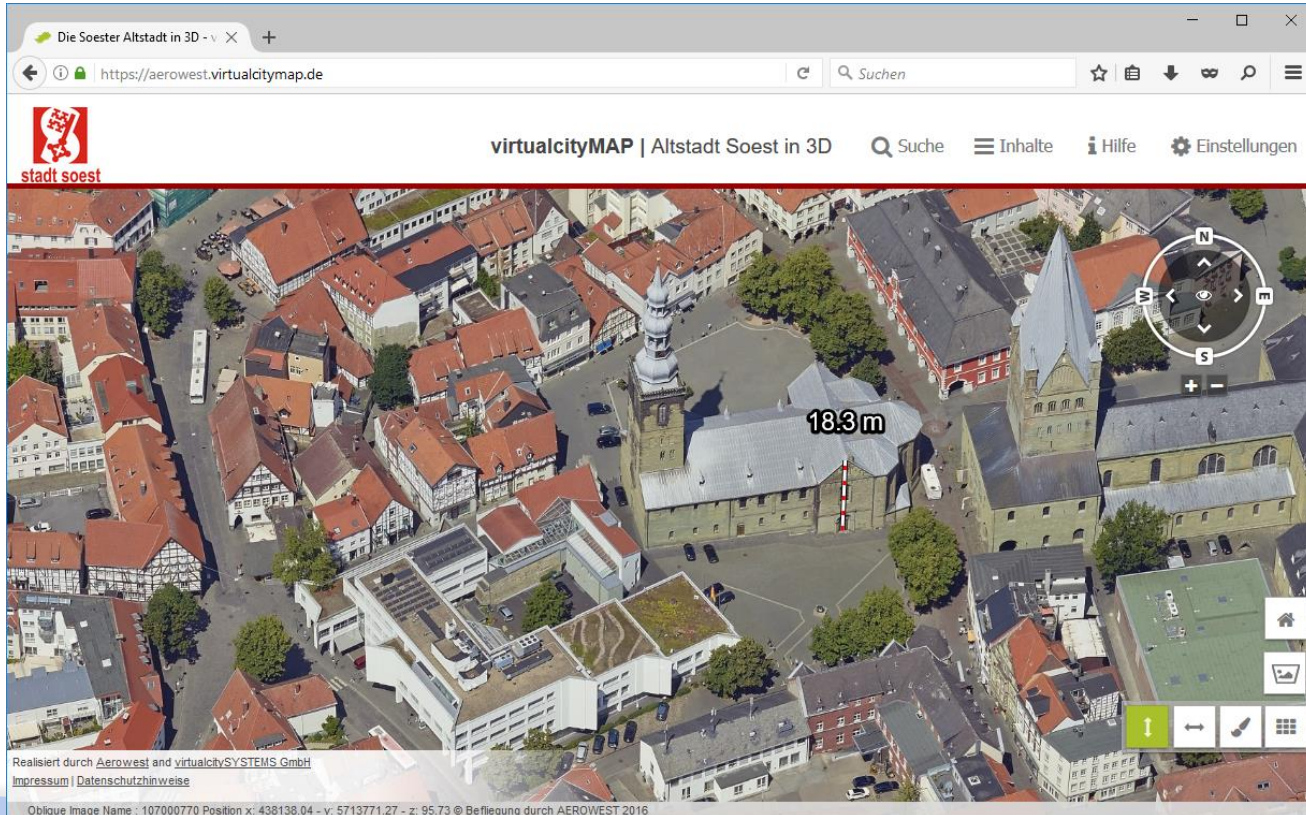 Die Soester Altstadt in 3D - v
https://aerowest.virtualcitymap.de
Suchen
stadt soest
virtualcityMAP | Altstadt Soest in 3D
Suche
Inhalte
Hilfe
Einstellungen
N
W
E
S
18.3 m
Realisiert durch Aerowest and virtualcitySYSTEMS GmbH
Impressum | Datenschutzhinweise
Oblique Image Name : 107000770 Position x: 438138.04 - y: 5713771.27 - z: 95.73 © Befliegung durch AEROWEST 2016